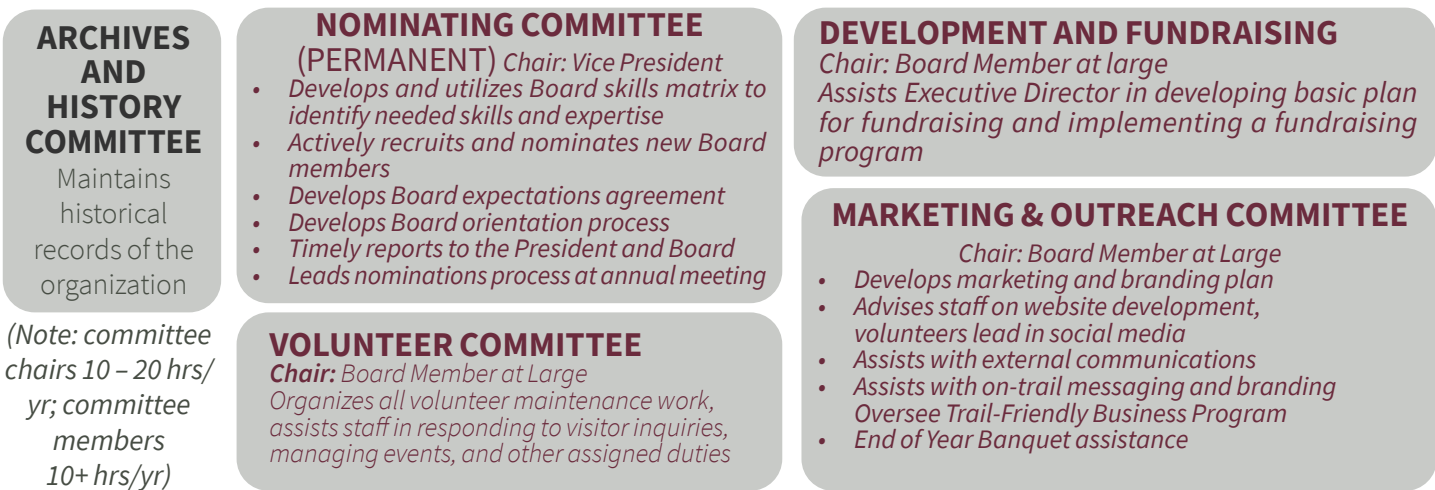 ARCHIVES
AND
HISTORY
COMMITTEE
Maintains
historical
records of the
organization
(Note: committee
chairs 10 – 20 hrs/
yr; committee
members
10+ hrs/yr)
NOMINATING COMMITTEE
(PERMANENT) Chair: Vice President
• Develops and utilizes Board skills matrix to
identify needed skills and expertise
• Actively recruits and nominates new Board
members
• Develops Board expectations agreement
• Develops Board orientation process
• Timely reports to the President and Board
• Leads nominations process at annual meeting
VOLUNTEER COMMITTEE
Chair: Board Member at Large
Organizes all volunteer maintenance work,
assists staff in responding to visitor inquiries,
managing events, and other assigned duties
DEVELOPMENT AND FUNDRAISING
Chair: Board Member at large
Assists Executive Director in developing basic plan
for fundraising and implementing a fundraising
program
MARKETING & OUTREACH COMMITTEE
Chair: Board Member at Large
• Develops marketing and branding plan
• Advises staff on website development,
volunteers lead in social media
• Assists with external communications
• Assists with on-trail messaging and branding
Oversee Trail-Friendly Business Program
• End of Year Banquet assistance